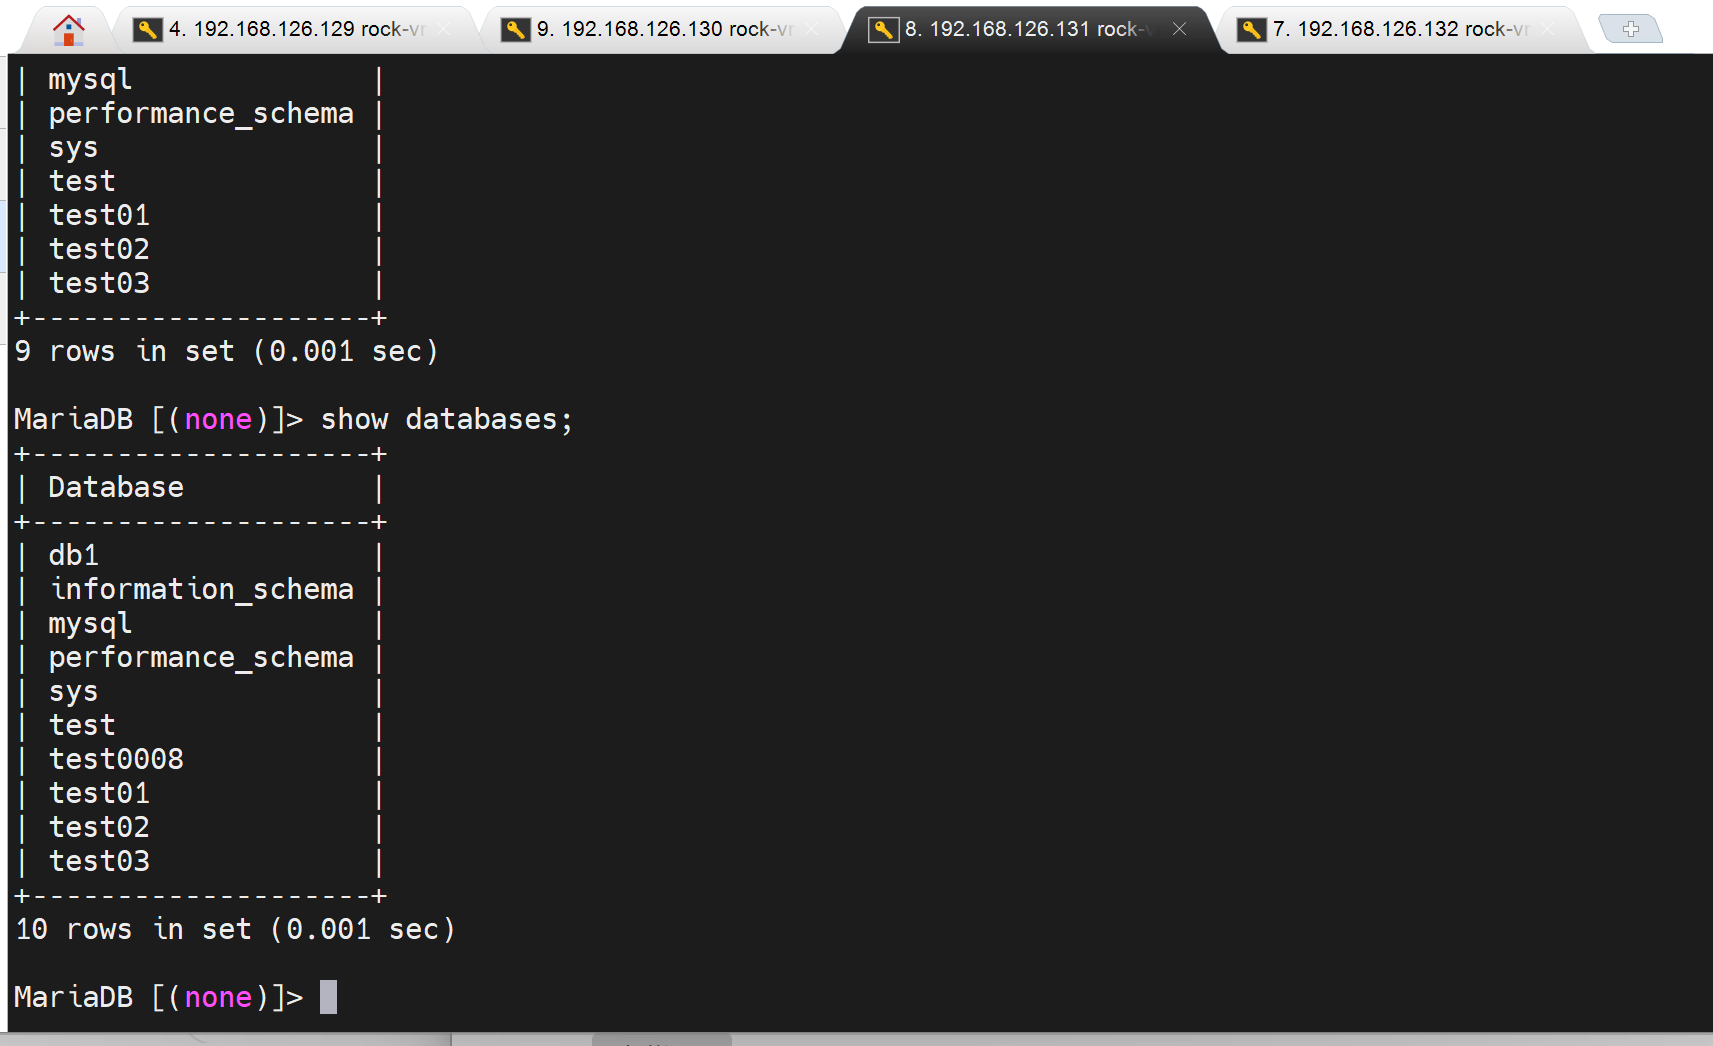 4. 192.168.126.129 rock-vr
9. 192.168.126.130 rock-vr
8. 192.168.126.131 rock-v
7. 192.168.126.132 rock-vr
| mysql              |
| performance_schema |
| sys                |
| test               |
| test01             |
| test02             |
| test03             |
+--------------------+
9 rows in set (0.001 sec)
MariaDB [(none)]> show databases;
+--------------------+
| Database           |
+--------------------+
| db1                |
| information_schema |
| mysql              |
| performance_schema |
| sys                |
| test               |
| test0008           |
| test01             |
| test02             |
| test03             |
+--------------------+
10 rows in set (0.001 sec)
MariaDB [(none)]>